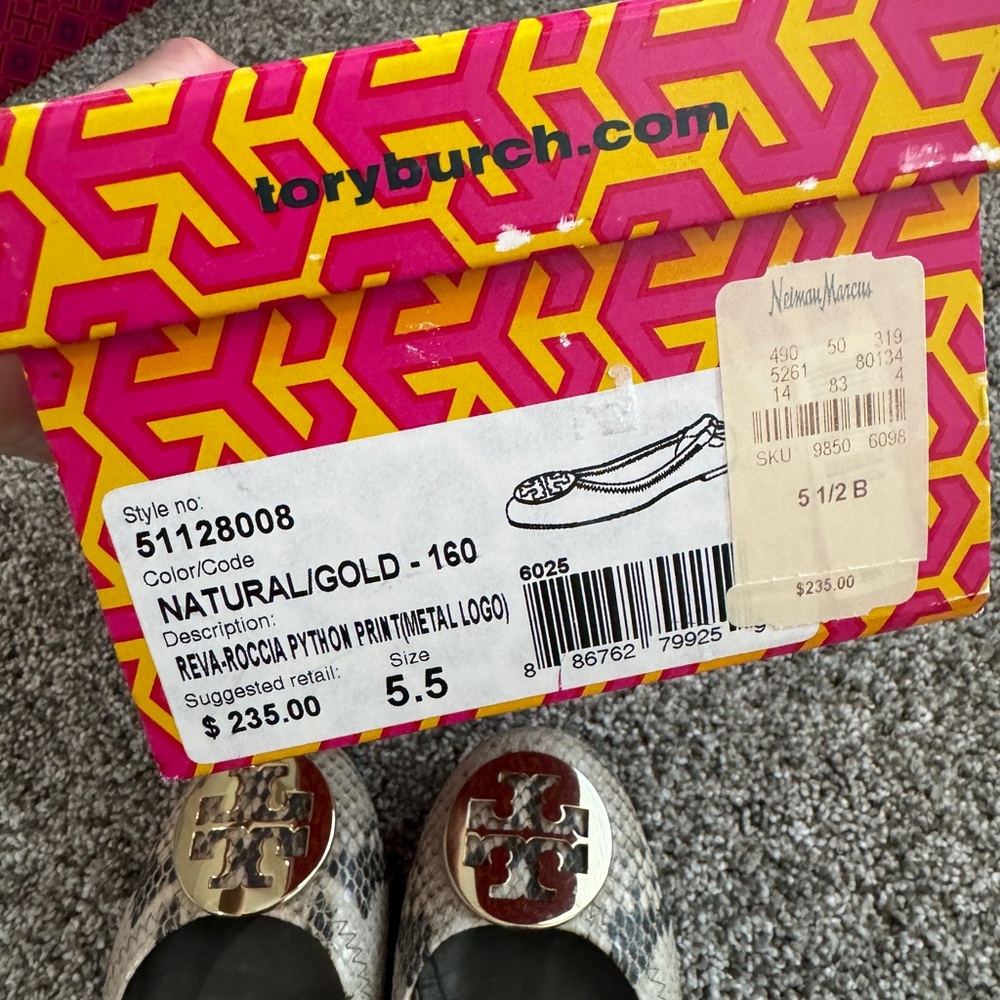 toryburch.com
Neiman Marcus
490 50 319
5261 80134
14 83 4
SKU 9850 6098
5 1/2 B
$235.00
Style no:
51128008
Color/Code
NATURAL/GOLD - 160
Description:
REVA-ROCCIA PYTHON PRINT(METAL LOGO)
Suggested retail:
$ 235.00
Size
5.5
6025
8 86762 79925